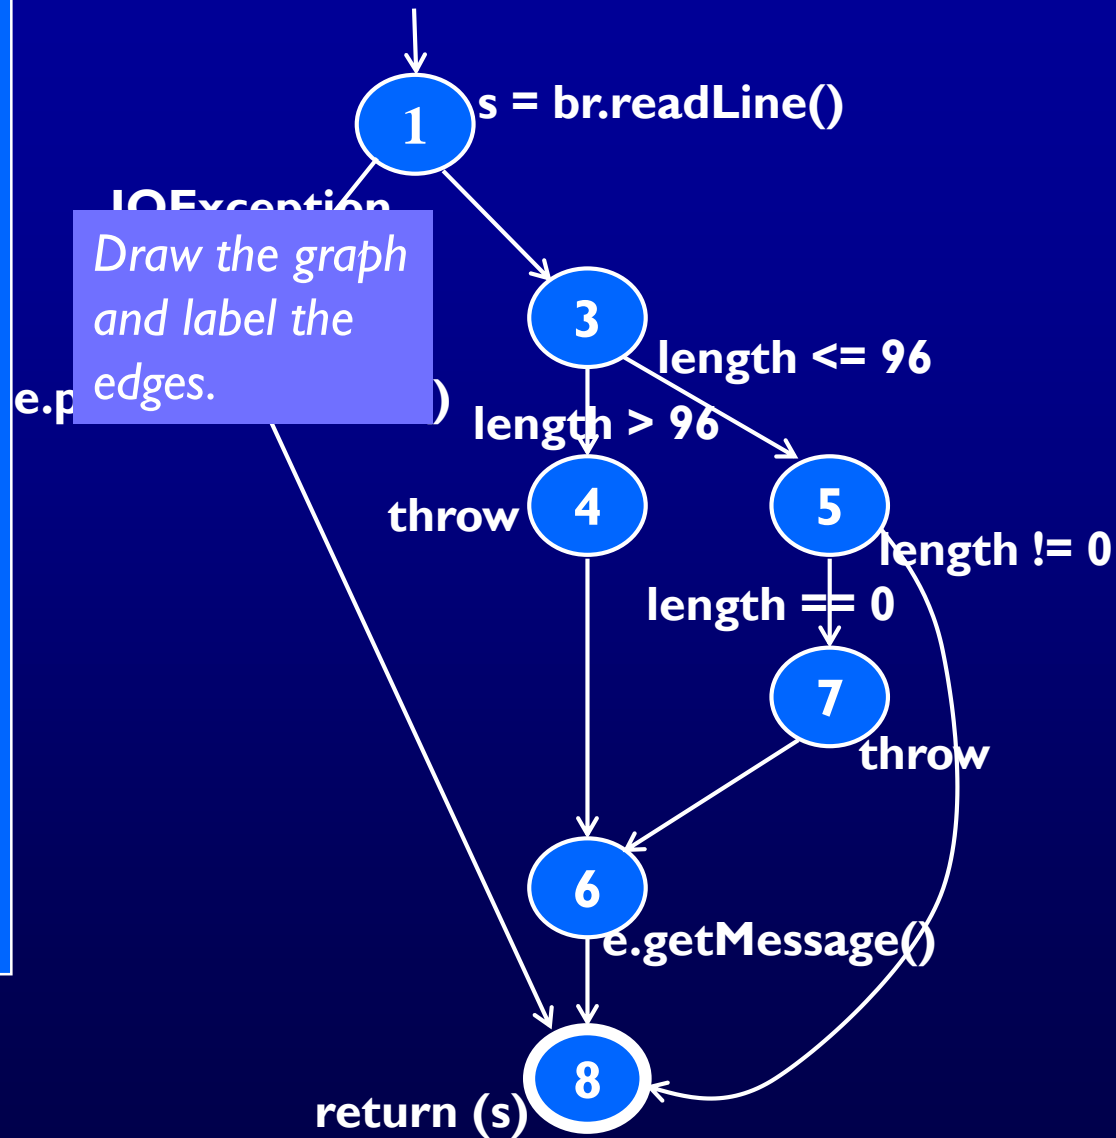 1
s = br.readLine()
IOException
Draw the graph
and label the
edges.
3
length <= 96
e.p
)
length > 96
throw
4
5
length != 0
length == 0
7
throw
6
e.getMessage()
8
return (s)